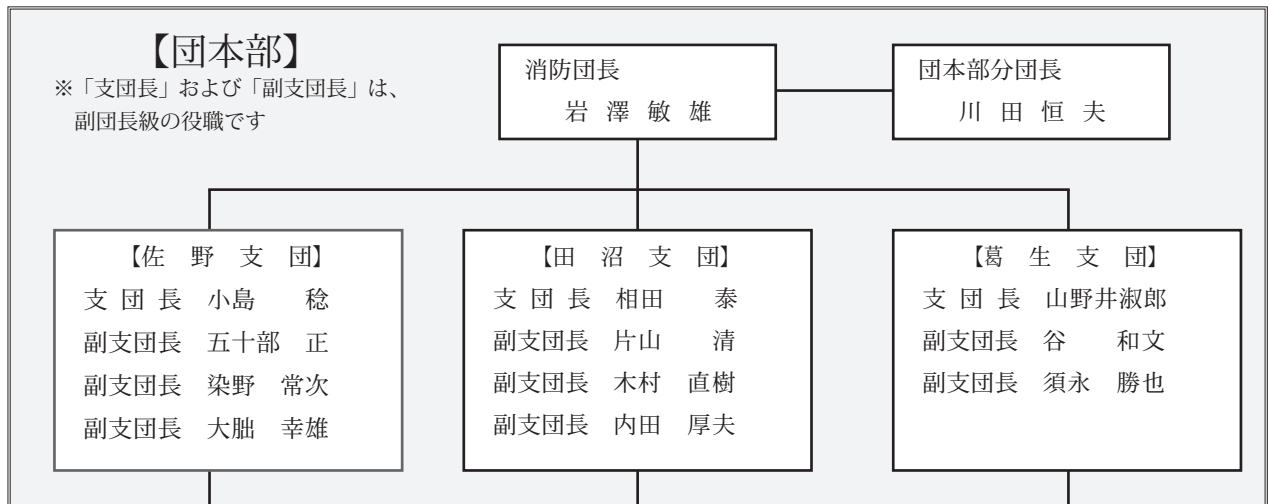 【団本部】
※「支団長」および「副支団長」は、
副団長級の役職です
消防団長
岩澤敏雄
団本部分団長
川田恒夫
【佐野支団】
支団長 小島 稔
副支団長 五十部 正
副支団長 染野 常次
副支団長 大朏 幸雄
【田沼支団】
支団長 相田 泰
副支団長 片山 清
副支団長 木村 直樹
副支団長 内田 厚夫
【葛生支団】
支団長 山野井淑郎
副支団長 谷 和文
副支団長 須永 勝也